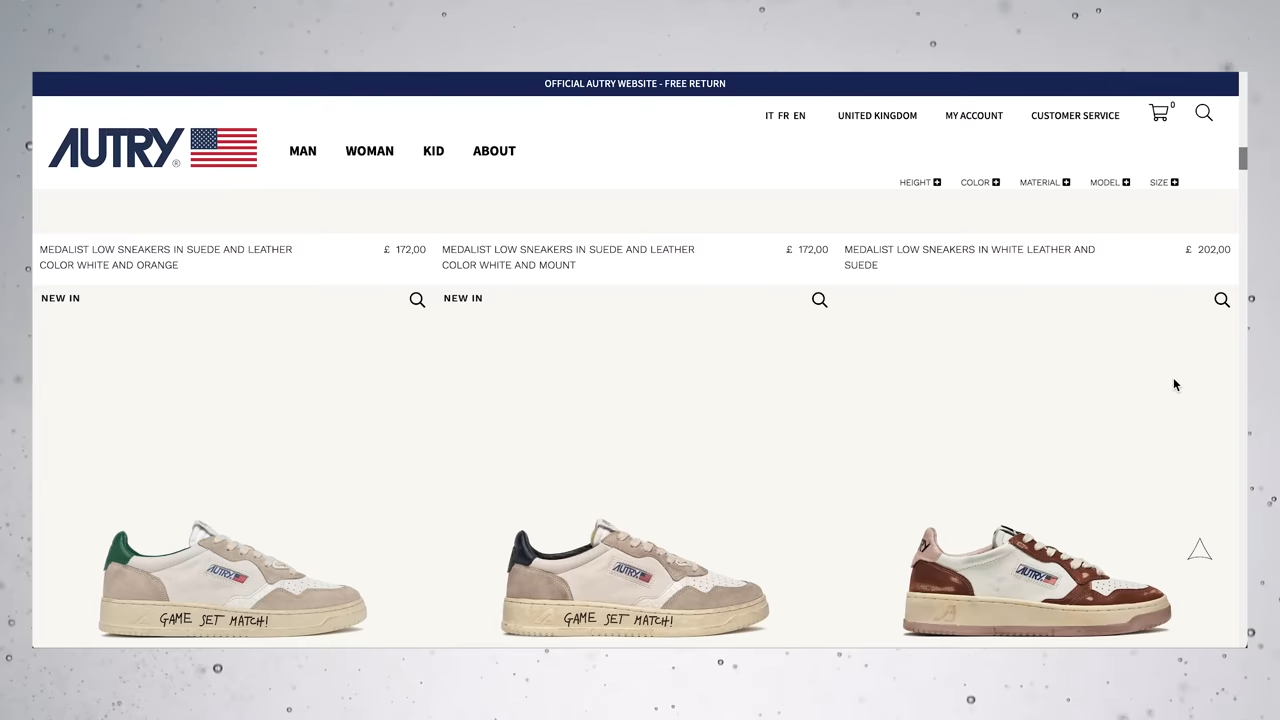 OFFICIAL AUTRY WEBSITE - FREE RETURN
IT FR EN UNITED KINGDOM MY ACCOUNT CUSTOMER SERVICE 0
AUTRY® MAN WOMAN KID ABOUT
HEIGHT COLOR MATERIAL MODEL SIZE
MEDALIST LOW SNEAKERS IN SUEDE AND LEATHER
COLOR WHITE AND ORANGE
£ 172,00
MEDALIST LOW SNEAKERS IN SUEDE AND LEATHER
COLOR WHITE AND MOUNT
£ 172,00
MEDALIST LOW SNEAKERS IN WHITE LEATHER AND
SUEDE
£ 202,00
NEW IN
NEW IN
AUTRY
GAME SET MATCH!
AUTRY
GAME SET MATCH!
AUTRY